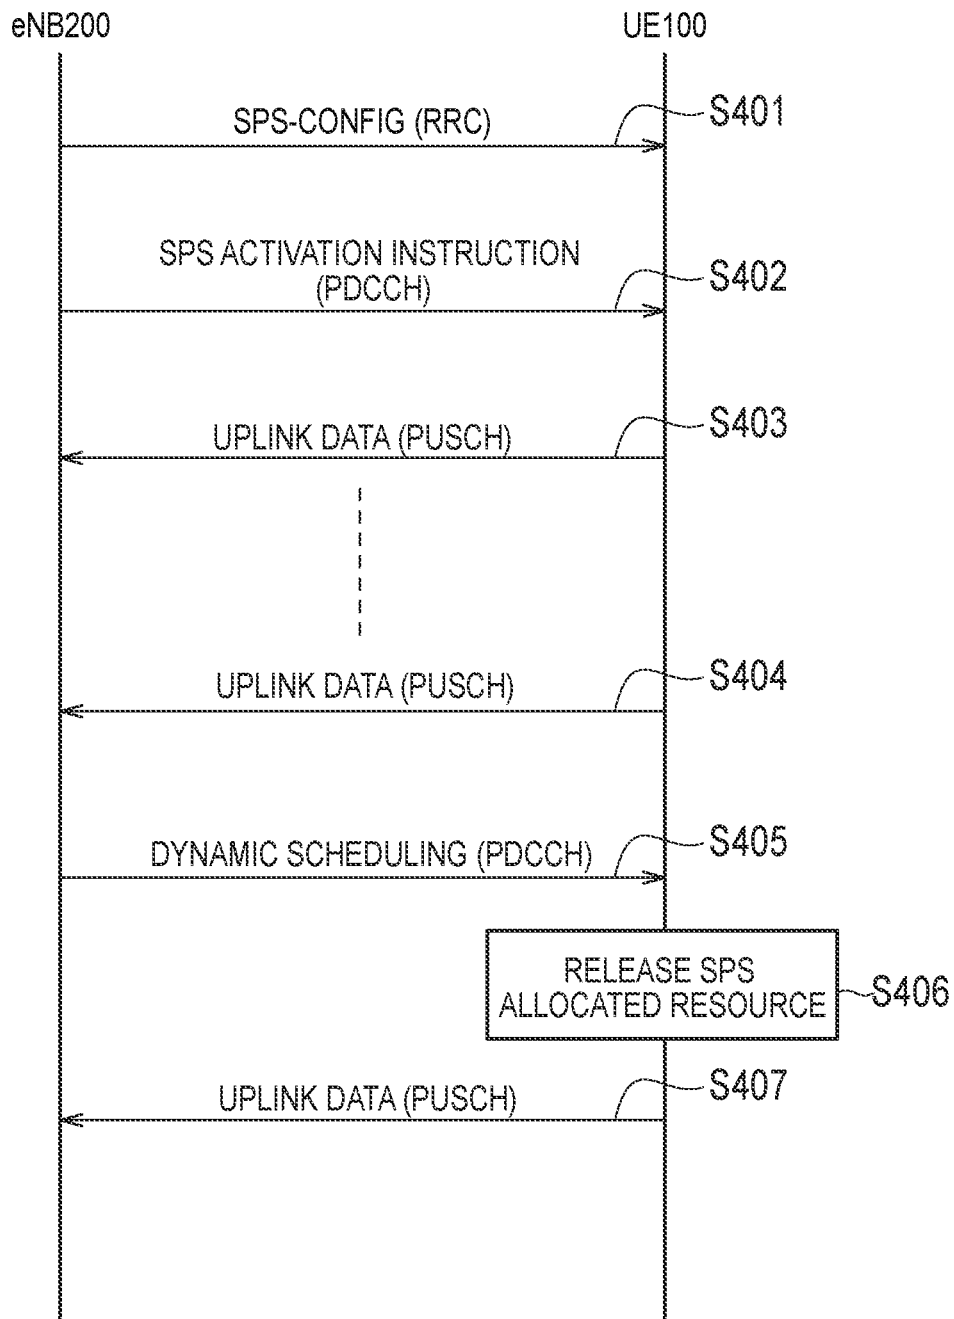 eNB200
UE100
SPS-CONFIG (RRC)
S401
SPS ACTIVATION INSTRUCTION
(PDCCH)
S402
UPLINK DATA (PUSCH)
S403
UPLINK DATA (PUSCH)
S404
DYNAMIC SCHEDULING (PDCCH)
S405
RELEASE SPS
ALLOCATED RESOURCE
S406
UPLINK DATA (PUSCH)
S407